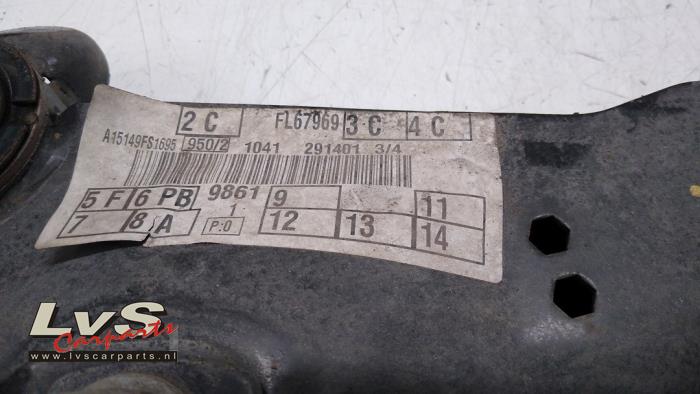 2 C FL67969 3 C 4 C
A15149FS1695 950/2 1041 291401 3/4
5 F 6 PB 9861 9 11
7 8 A 1 P:0 12 13 14
LvS
Carparts
www.lvscarparts.nl